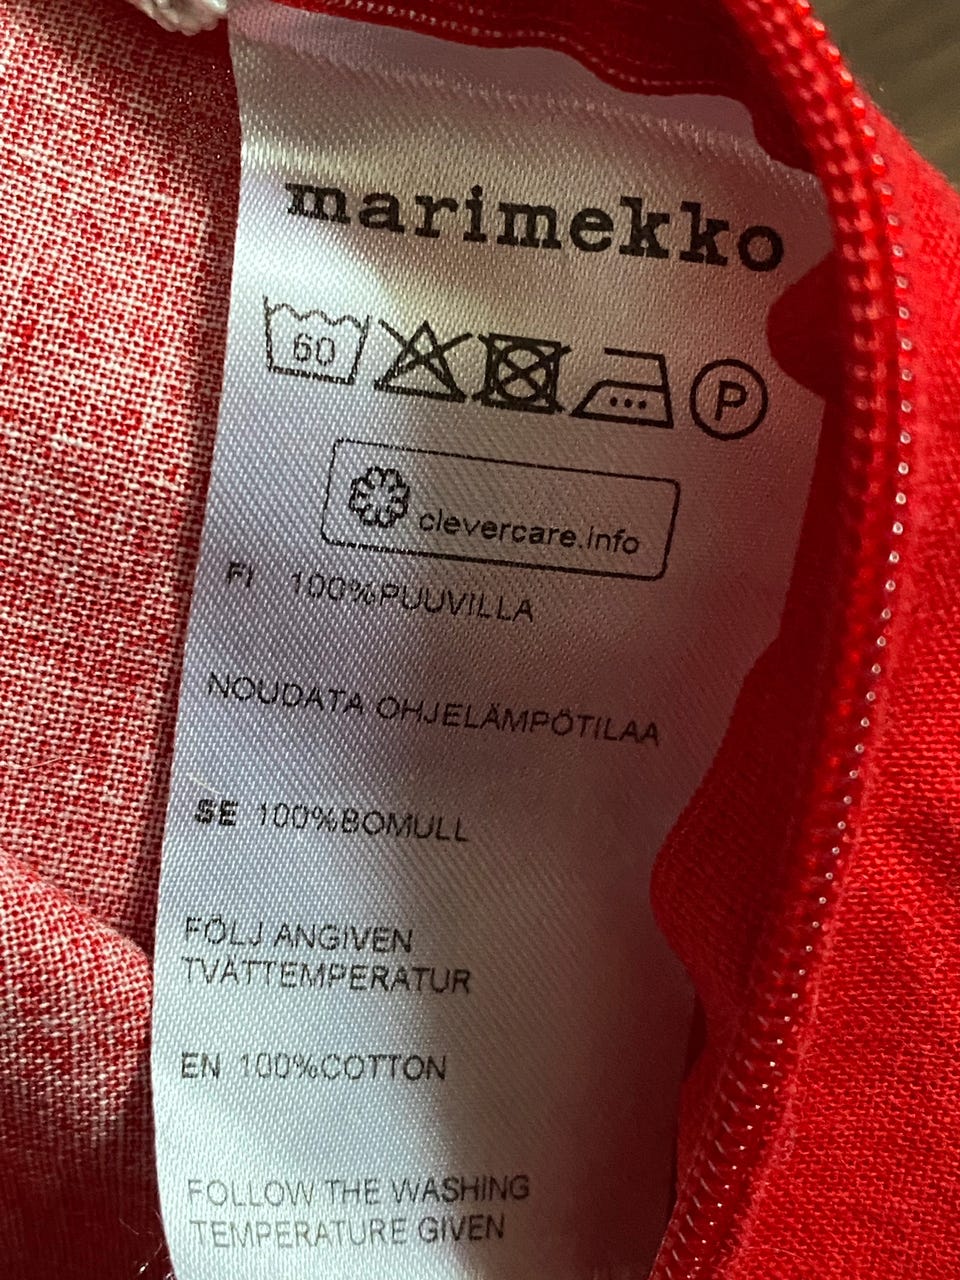 marimekko
60
P
clevercare.info
FI 100%PUUVILLA
NOUDATA OHJELÄMPÖTILAA
SE 100%BOMULL
FÖLJ ANGIVEN
TVÄTTEMPERATUR
EN 100%COTTON
FOLLOW THE WASHING
TEMPERATURE GIVEN